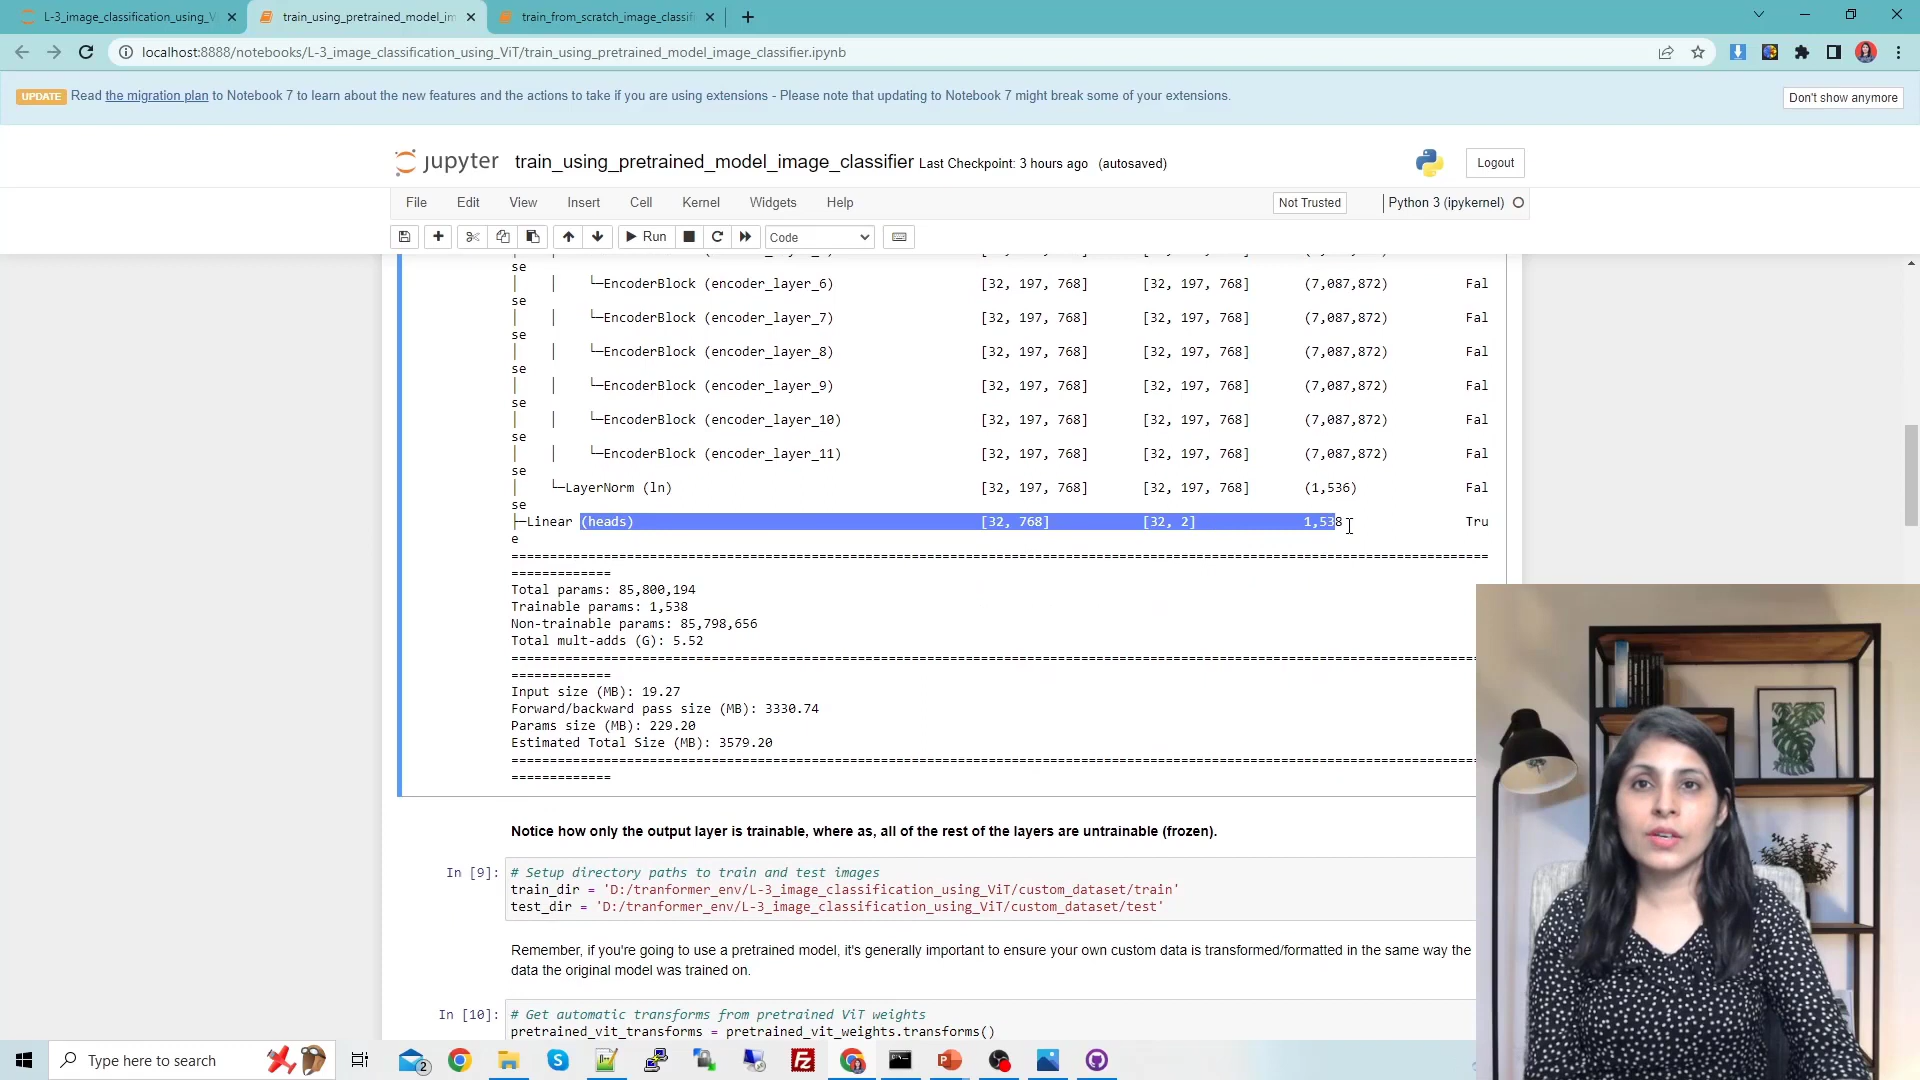 L-3_image_classification_using_V
train_using_pretrained_model_im
train_from_scratch_image_classif
localhost:8888/notebooks/L-3_image_classification_using_ViT/train_using_pretrained_model_image_classifier.ipynb
UPDATE Read the migration plan to Notebook 7 to learn about the new features and the actions to take if you are using extensions - Please note that updating to Notebook 7 might break some of your extensions.
Don't show anymore
jupyter train_using_pretrained_model_image_classifier Last Checkpoint: 3 hours ago (autosaved)
Logout
File Edit View Insert Cell Kernel Widgets Help
Not Trusted
Python 3 (ipykernel)
Run
Code
se
│ │ └─EncoderBlock (encoder_layer_6) [32, 197, 768] [32, 197, 768] (7,087,872) Fal
se
│ │ └─EncoderBlock (encoder_layer_7) [32, 197, 768] [32, 197, 768] (7,087,872) Fal
se
│ │ └─EncoderBlock (encoder_layer_8) [32, 197, 768] [32, 197, 768] (7,087,872) Fal
se
│ │ └─EncoderBlock (encoder_layer_9) [32, 197, 768] [32, 197, 768] (7,087,872) Fal
se
│ │ └─EncoderBlock (encoder_layer_10) [32, 197, 768] [32, 197, 768] (7,087,872) Fal
se
│ │ └─EncoderBlock (encoder_layer_11) [32, 197, 768] [32, 197, 768] (7,087,872) Fal
se
│ └─LayerNorm (ln) [32, 197, 768] [32, 197, 768] (1,536) Fal
se
├─Linear (heads) [32, 768] [32, 2] 1,538 Tru
e
Total params: 85,800,194
Trainable params: 1,538
Non-trainable params: 85,798,656
Total mult-adds (G): 5.52
Input size (MB): 19.27
Forward/backward pass size (MB): 3330.74
Params size (MB): 229.20
Estimated Total Size (MB): 3579.20
Notice how only the output layer is trainable, where as, all of the rest of the layers are untrainable (frozen).
In [9]: # Setup directory paths to train and test images
train_dir = 'D:/tranformer_env/L-3_image_classification_using_ViT/custom_dataset/train'
test_dir = 'D:/tranformer_env/L-3_image_classification_using_ViT/custom_dataset/test'
Remember, if you're going to use a pretrained model, it's generally important to ensure your own custom data is transformed/formatted in the same way the
data the original model was trained on.
In [10]: # Get automatic transforms from pretrained ViT weights
pretrained_vit_transforms = pretrained_vit_weights.transforms()
Type here to search
2